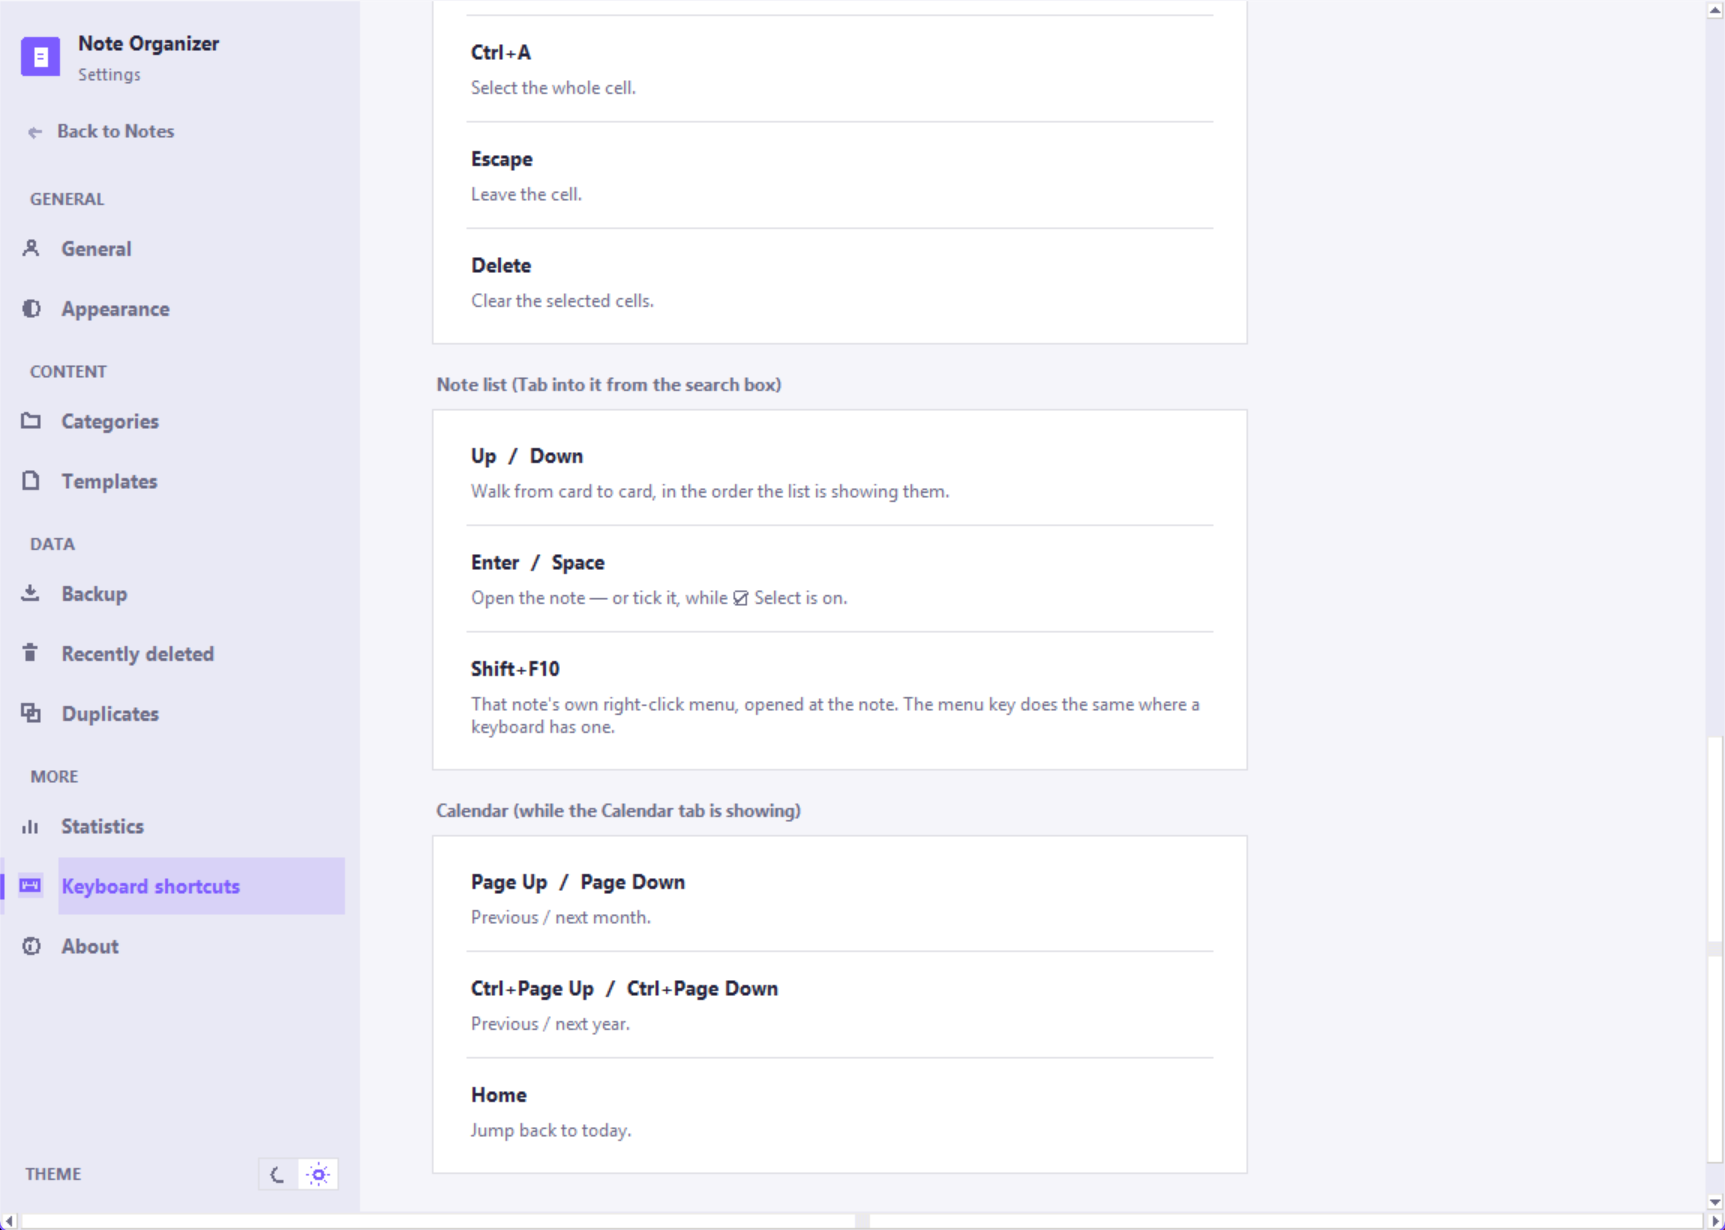 Note Organizer
Settings
Back to Notes
GENERAL
General
Appearance
CONTENT
Categories
Templates
DATA
Backup
Recently deleted
Duplicates
MORE
Statistics
Keyboard shortcuts
About
THEME
Ctrl+A
Select the whole cell.
Escape
Leave the cell.
Delete
Clear the selected cells.
Note list (Tab into it from the search box)
Up / Down
Walk from card to card, in the order the list is showing them.
Enter / Space
Open the note — or tick it, while ☑ Select is on.
Shift+F10
That note's own right-click menu, opened at the note. The menu key does the same where a
keyboard has one.
Calendar (while the Calendar tab is showing)
Page Up / Page Down
Previous / next month.
Ctrl+Page Up / Ctrl+Page Down
Previous / next year.
Home
Jump back to today.